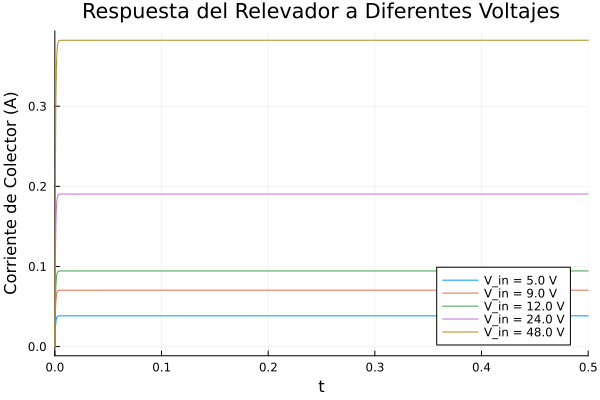 Respuesta del Relevador a Diferentes Voltajes
Corriente de Colector (A)
0.3
0.2
0.1
0.0
V_in = 5.0 V
V_in = 9.0 V
V_in = 12.0 V
V_in = 24.0 V
V_in = 48.0 V
0.0 0.1 0.2 0.3 0.4 0.5
t